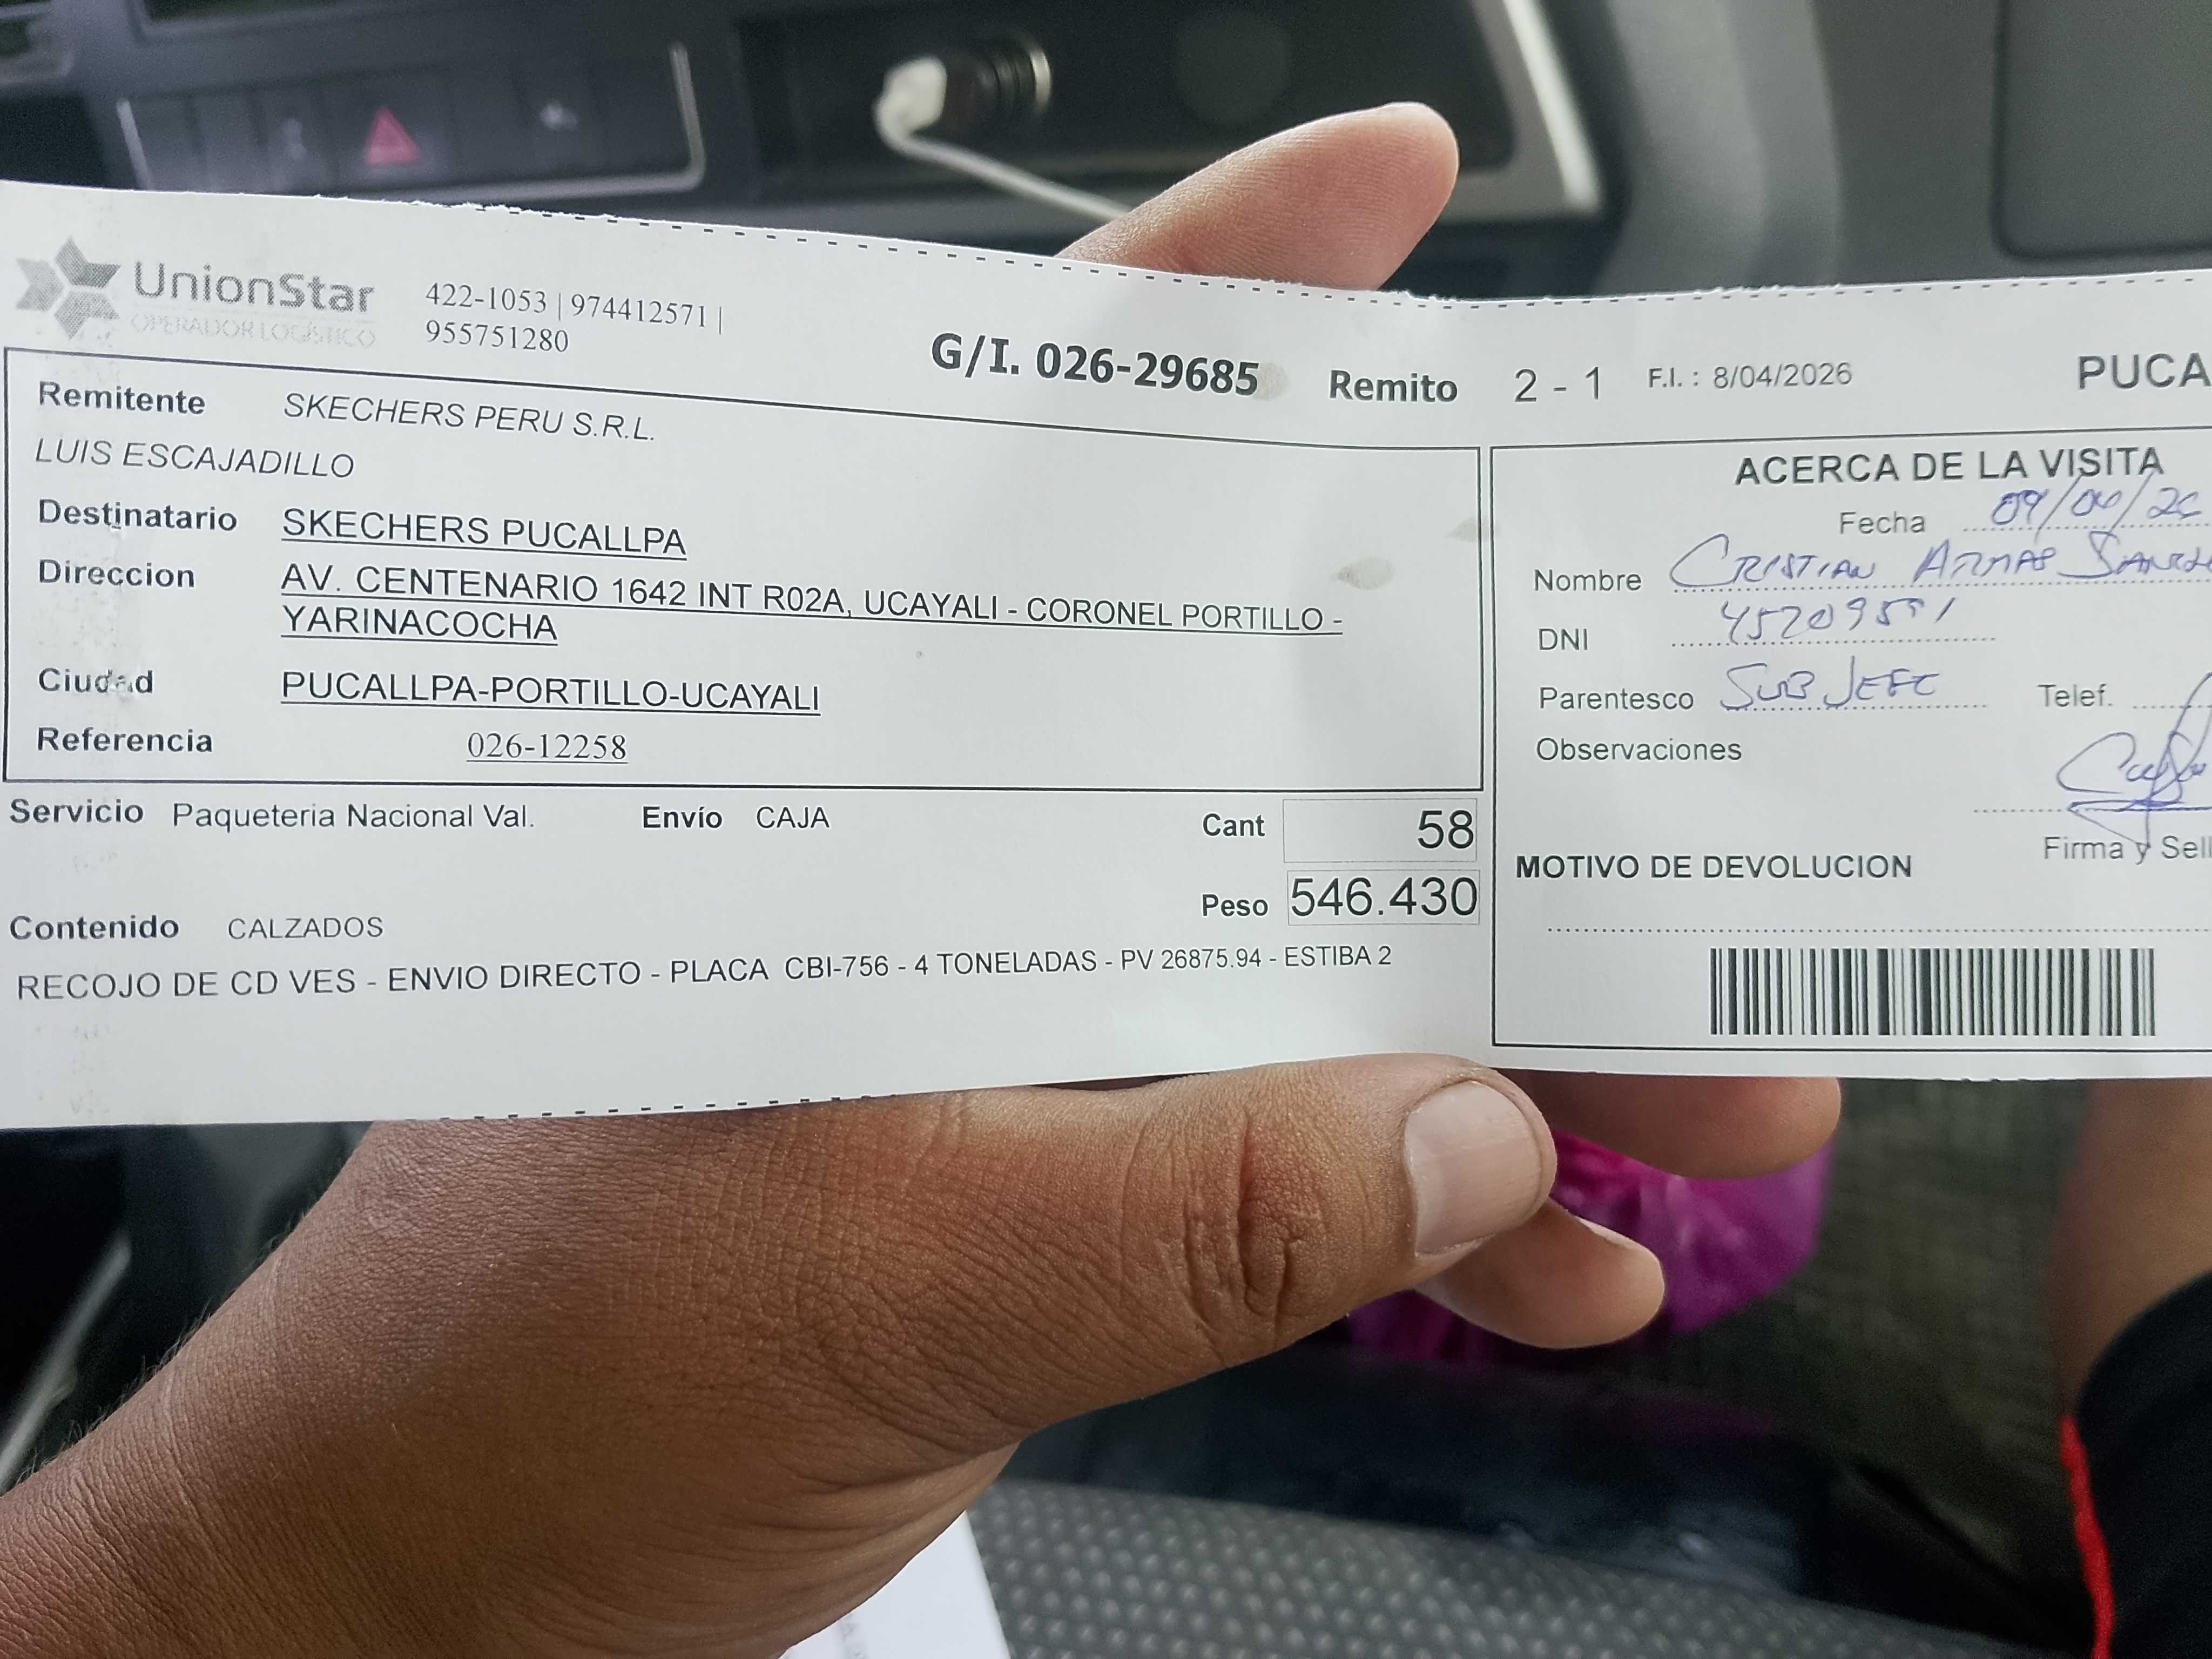 UnionStar
OPERADOR LOGÍSTICO
422-1053 | 974412571 |
955751280
G/I. 026-29685 Remito 2 - 1 F.I. : 8/04/2026 PUCA
Remitente SKECHERS PERU S.R.L.
LUIS ESCAJADILLO
Destinatario SKECHERS PUCALLPA
Direccion AV. CENTENARIO 1642 INT R02A, UCAYALI - CORONEL PORTILLO -
YARINACOCHA
Ciudad PUCALLPA-PORTILLO-UCAYALI
Referencia 026-12258
Servicio Paqueteria Nacional Val. Envío CAJA Cant 58
Peso 546.430
Contenido CALZADOS
RECOJO DE CD VES - ENVIO DIRECTO - PLACA CBI-756 - 4 TONELADAS - PV 26875.94 - ESTIBA 2
ACERCA DE LA VISITA
Fecha
Nombre CRISTIAN ARMAS
DNI
Parentesco SUB JEFE Telef.
Observaciones
Firma y Sell
MOTIVO DE DEVOLUCION